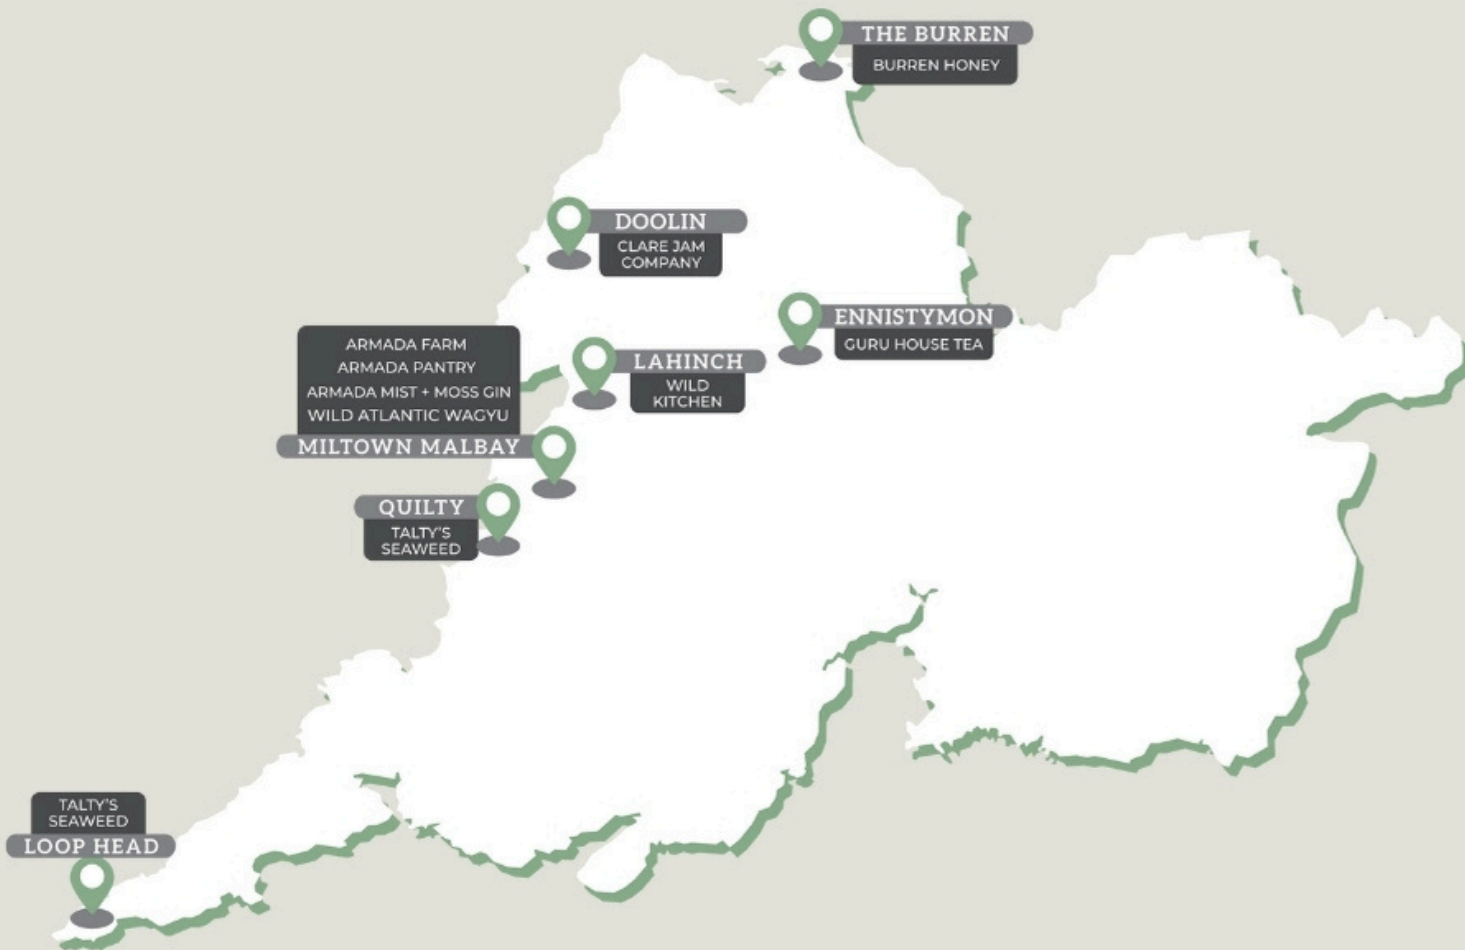 THE BURREN
BURREN HONEY
DOOLIN
CLARE JAM
COMPANY
ENNISTYMON
GURU HOUSE TEA
LAHINCH
WILD
KITCHEN
ARMADA FARM
ARMADA PANTRY
ARMADA MIST + MOSS GIN
WILD ATLANTIC WAGYU
MILTOWN MALBAY
QUILTY
TALTY'S
SEAWEED
TALTY'S
SEAWEED
LOOP HEAD